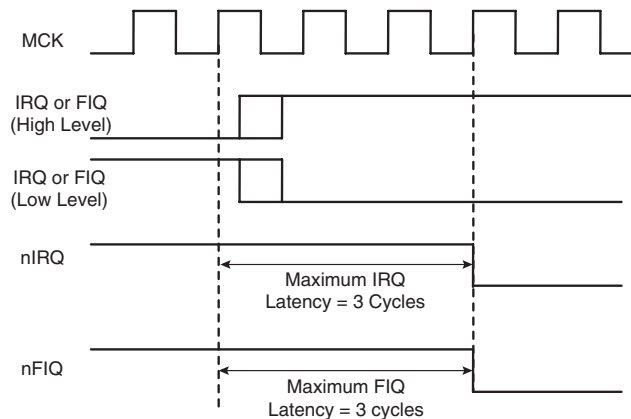 MCK
IRQ or FIQ
(High Level)
IRQ or FIQ
(Low Level)
nIRQ
Maximum IRQ
Latency = 3 Cycles
nFIQ
Maximum FIQ
Latency = 3 cycles